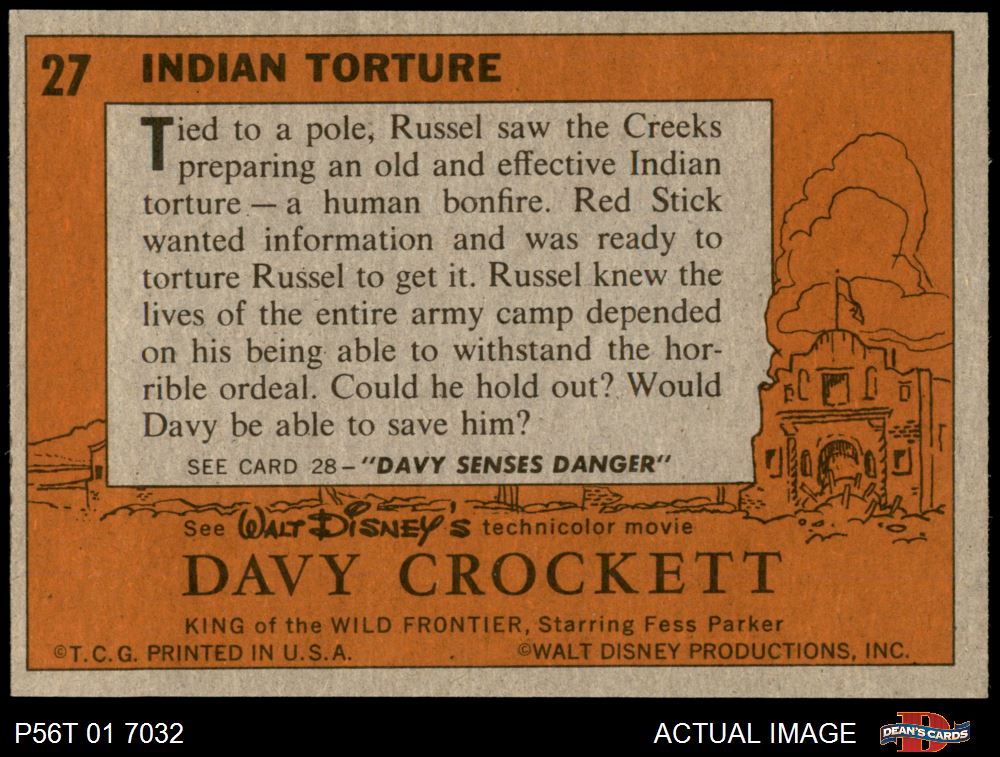 27 INDIAN TORTURE
Tied to a pole, Russel saw the Creeks
preparing an old and effective Indian
torture — a human bonfire. Red Stick
wanted information and was ready to
torture Russel to get it. Russel knew the
lives of the entire army camp depended
on his being able to withstand the hor-
rible ordeal. Could he hold out? Would
Davy be able to save him?
SEE CARD 28–"DAVY SENSES DANGER"
See WALT DISNEY'S technicolor movie
DAVY CROCKETT
KING of the WILD FRONTIER, Starring Fess Parker
©T.C.G. PRINTED IN U.S.A. ©WALT DISNEY PRODUCTIONS, INC.
P56T 01 7032 ACTUAL IMAGE DEAN'S CARDS